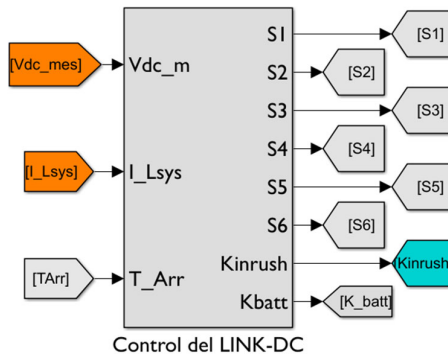 S1 [S1]
[Vdc_mes] Vdc_m S2 [S2]
S3 [S3]
[I_Lsys] I_Lsys S4 [S4]
S5 [S5]
S6 [S6]
[TArr] T_Arr Kinrush [Kinrush
Kbatt [K_batt]
Control del LINK-DC